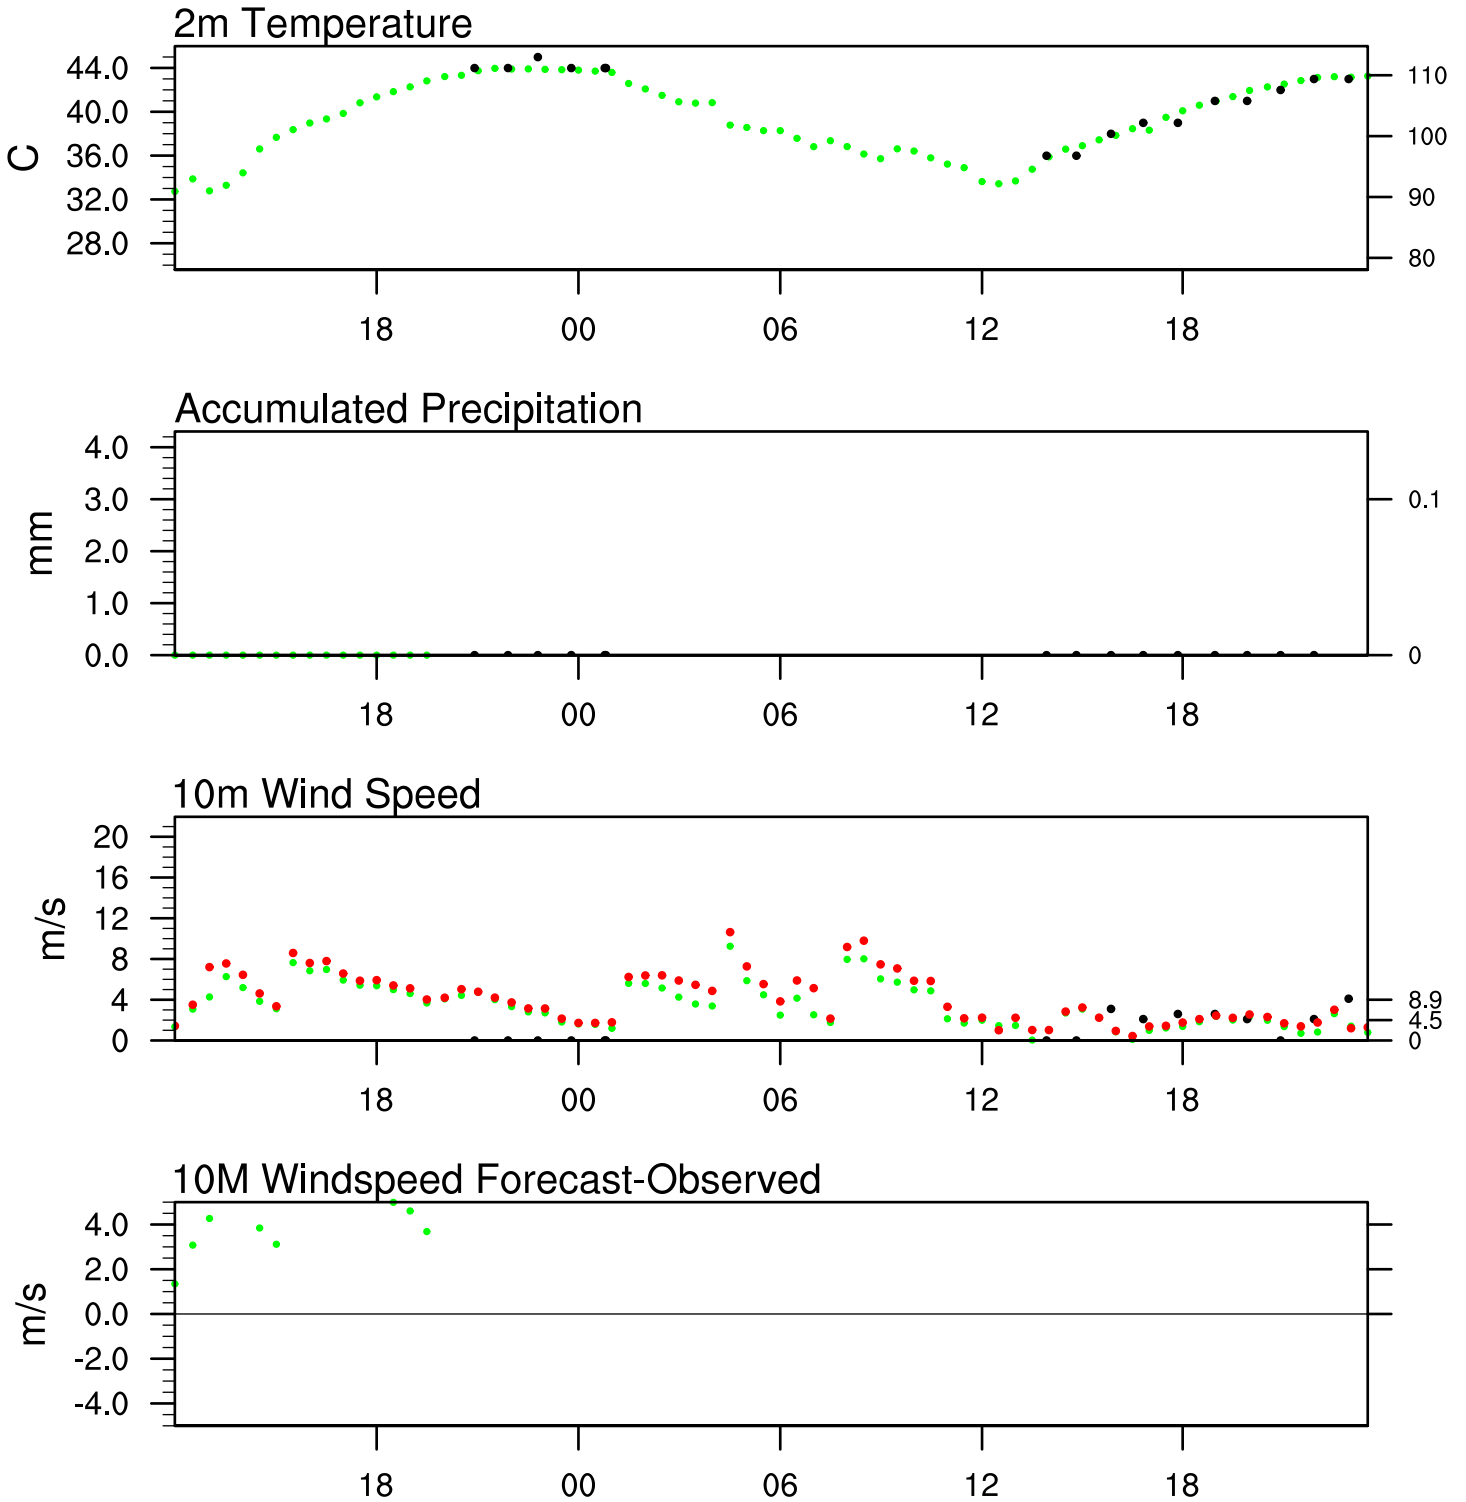 2m Temperature
44.0
40.0
36.0
32.0
28.0
C
110
100
90
80
18 00 06 12 18
Accumulated Precipitation
4.0
3.0
2.0
1.0
0.0
mm
0.1
0
18 00 06 12 18
10m Wind Speed
20
16
12
8
4
0
m/s
8.9
4.5
0
18 00 06 12 18
10M Windspeed Forecast-Observed
4.0
2.0
0.0
-2.0
-4.0
m/s
18 00 06 12 18